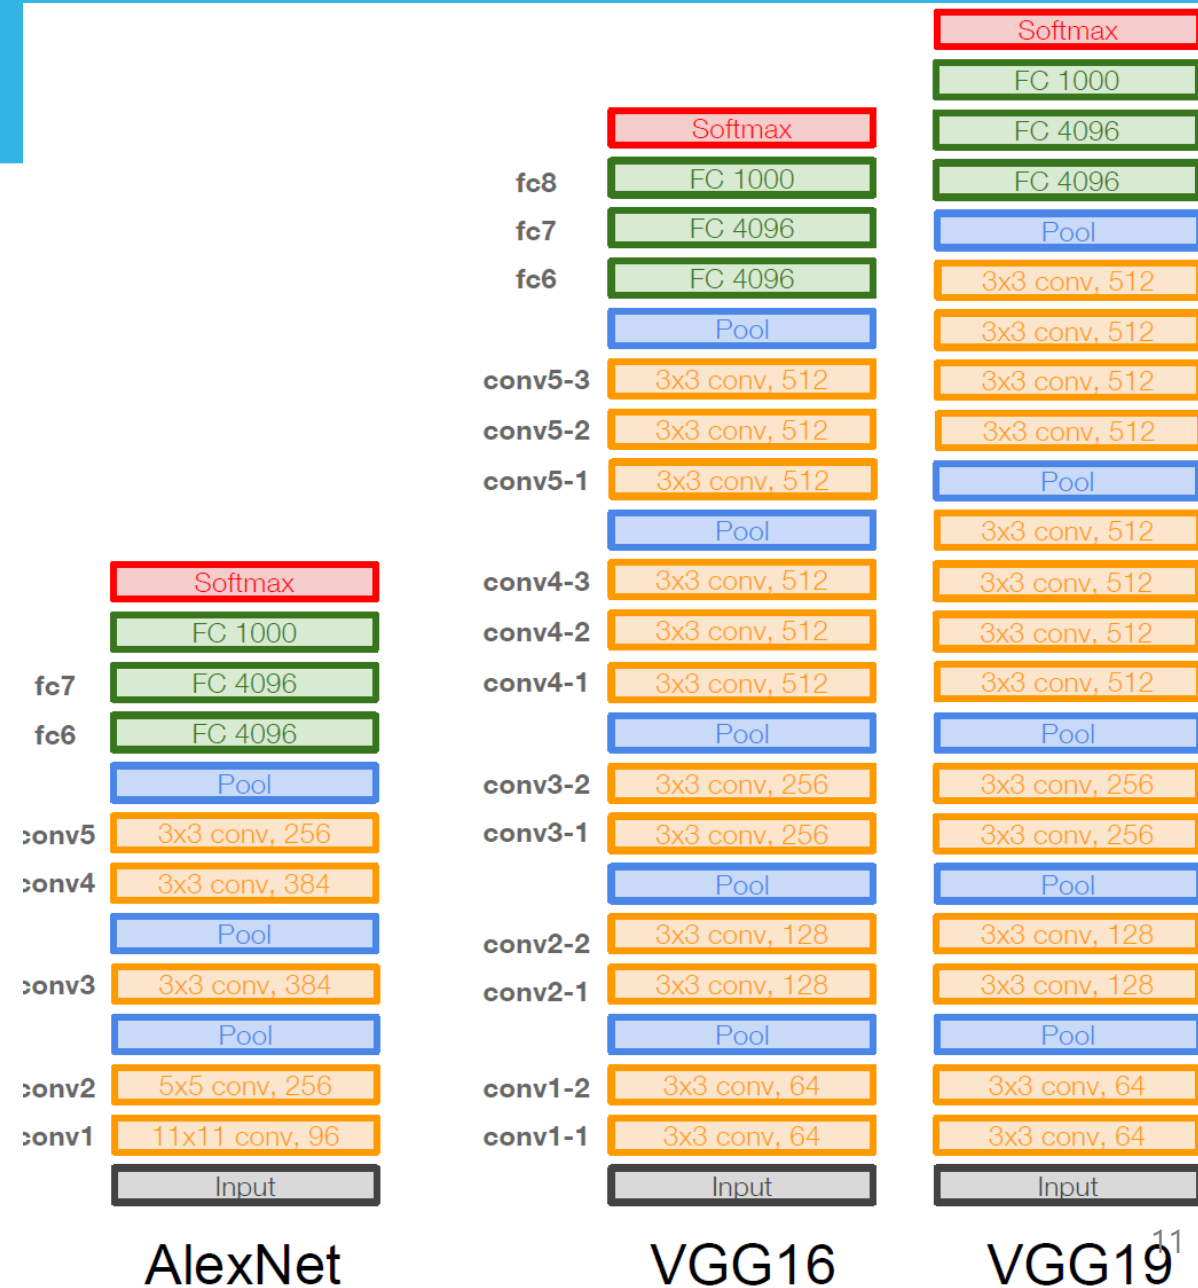 Softmax
FC 1000
FC 4096
FC 4096
Pool
3x3 conv, 256
3x3 conv, 384
Pool
3x3 conv, 384
Pool
5x5 conv, 256
11x11 conv, 96
Input
fc7
fc6
conv5
conv4
conv3
conv2
conv1
AlexNet
Softmax
fc8 FC 1000
fc7 FC 4096
fc6 FC 4096
Pool
conv5-3 3x3 conv, 512
conv5-2 3x3 conv, 512
conv5-1 3x3 conv, 512
Pool
conv4-3 3x3 conv, 512
conv4-2 3x3 conv, 512
conv4-1 3x3 conv, 512
Pool
conv3-2 3x3 conv, 256
conv3-1 3x3 conv, 256
Pool
conv2-2 3x3 conv, 128
conv2-1 3x3 conv, 128
Pool
conv1-2 3x3 conv, 64
conv1-1 3x3 conv, 64
Input
VGG16
Softmax
FC 1000
FC 4096
FC 4096
Pool
3x3 conv, 512
3x3 conv, 512
3x3 conv, 512
3x3 conv, 512
Pool
3x3 conv, 512
3x3 conv, 512
3x3 conv, 512
3x3 conv, 512
Pool
3x3 conv, 256
3x3 conv, 256
Pool
3x3 conv, 128
3x3 conv, 128
Pool
3x3 conv, 64
3x3 conv, 64
Input
VGG19
11